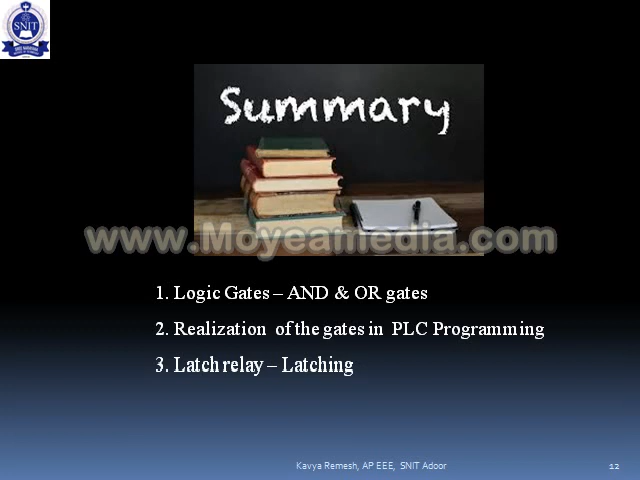 SNIT
Summary
www.Moyeamedia.com
1. Logic Gates – AND & OR gates
2. Realization of the gates in PLC Programming
3. Latch relay – Latching
Kavya Remesh, AP EEE, SNIT Adoor
12